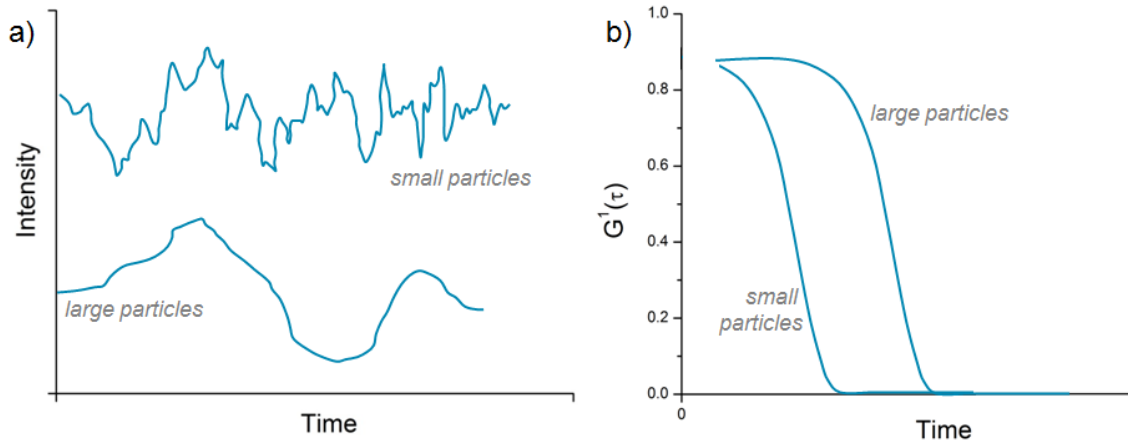 a)
Intensity
small particles
large particles
Time
b)
G¹(τ)
1.0
0.8
0.6
0.4
0.2
0.0
large particles
small
particles
0
Time